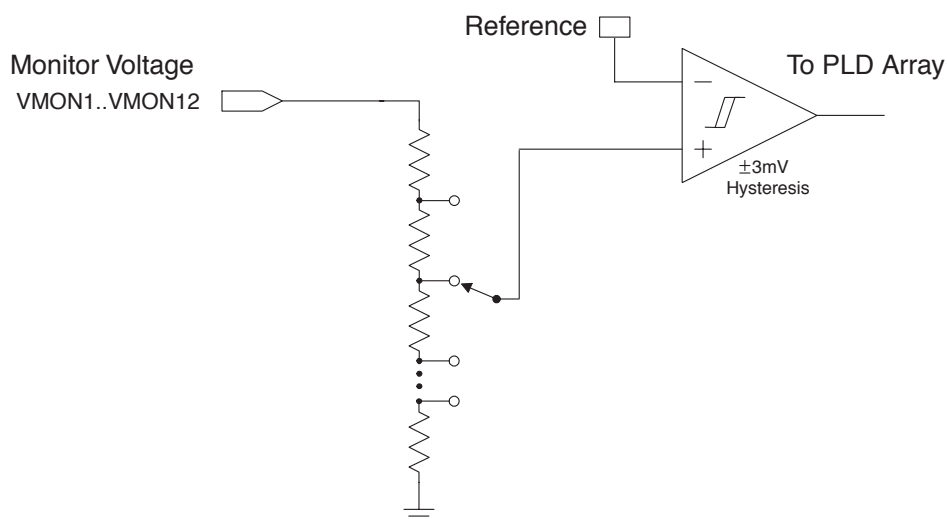 Reference
Monitor Voltage
VMON1..VMON12
To PLD Array
−
+
±3mV
Hysteresis